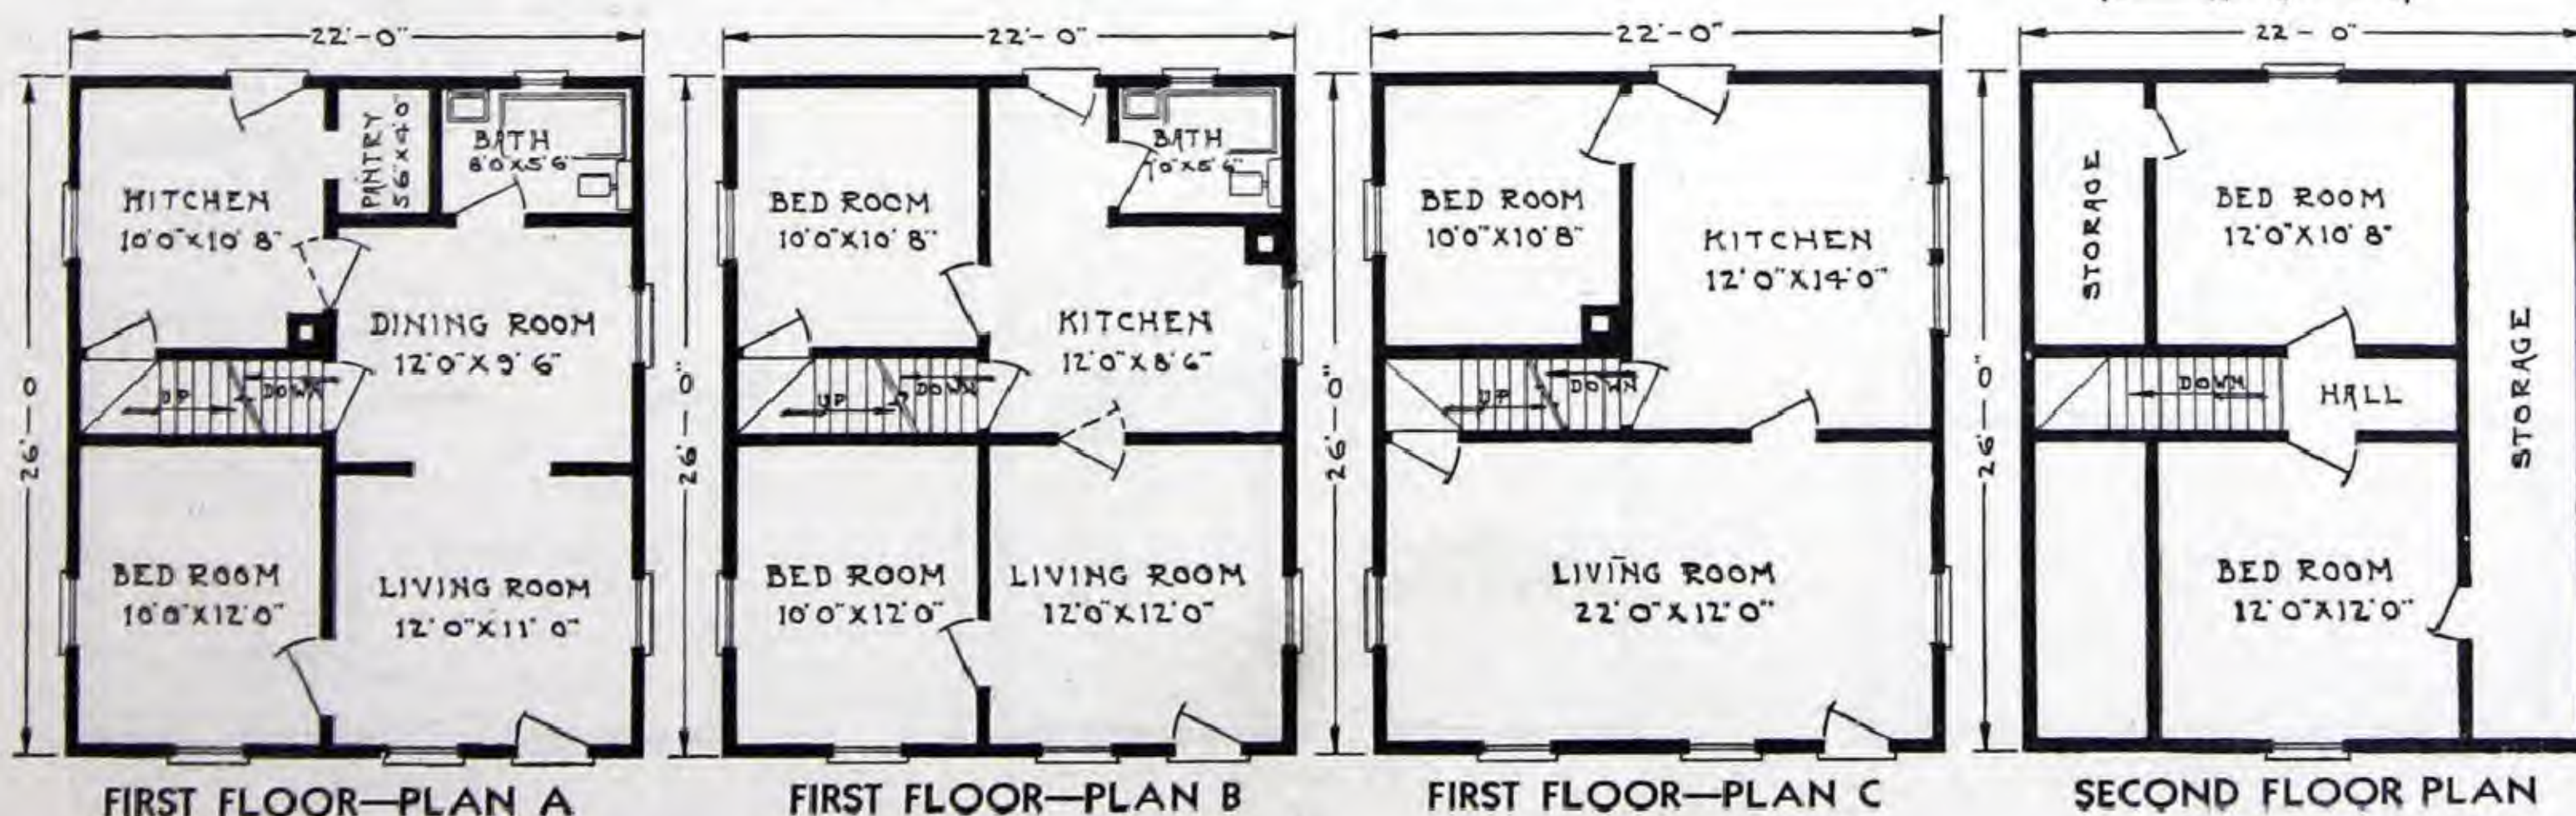 22'-0"
26'-0
KITCHEN
10'0"X10'8"
PANTRY
5'6"X4'0"
BATH
8'0"X5'6"
DINING ROOM
12'0"X9'6"
UP
DOWN
BED ROOM
10'0"X12'0"
LIVING ROOM
12'0"X11'0"
FIRST FLOOR—PLAN A
22'-0"
26'-0"
BED ROOM
10'0"X10'8"
BATH
7'0"X5'6"
KITCHEN
12'0"X8'6"
UP
DOWN
BED ROOM
10'0"X12'0"
LIVING ROOM
12'0"X12'0"
FIRST FLOOR—PLAN B
22'-0"
26'-0"
BED ROOM
10'0"X10'8"
KITCHEN
12'0"X14'0"
UP
DOWN
LIVING ROOM
22'0"X12'0"
FIRST FLOOR—PLAN C
22-0"
26'-0"
STORAGE
BED ROOM
12'0"X10'8"
STORAGE
DOWN
HALL
BED ROOM
12'0"X12'0"
SECOND FLOOR PLAN